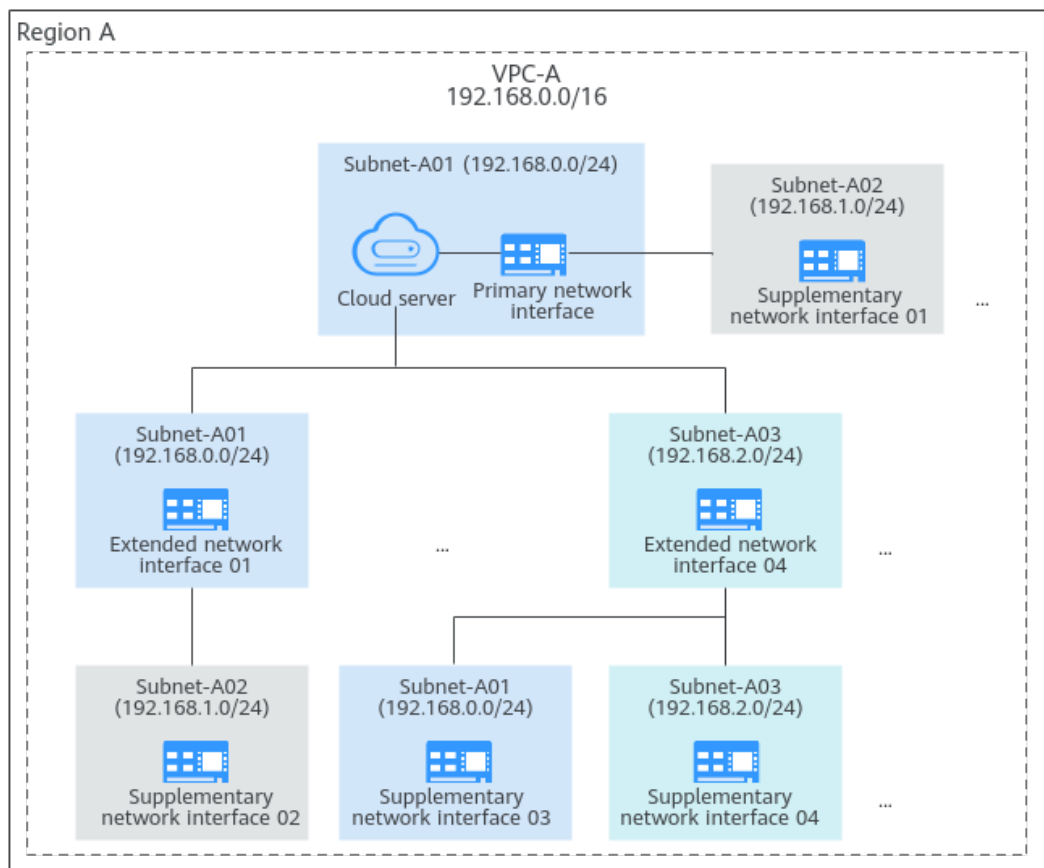 Region A
VPC-A
192.168.0.0/16
Subnet-A01 (192.168.0.0/24)
Cloud server
Primary network
interface
Subnet-A02
(192.168.1.0/24)
Supplementary
network interface 01
...
Subnet-A01
(192.168.0.0/24)
Extended network
interface 01
...
Subnet-A03
(192.168.2.0/24)
Extended network
interface 04
...
Subnet-A02
(192.168.1.0/24)
Supplementary
network interface 02
Subnet-A01
(192.168.0.0/24)
Supplementary
network interface 03
Subnet-A03
(192.168.2.0/24)
Supplementary
network interface 04
...